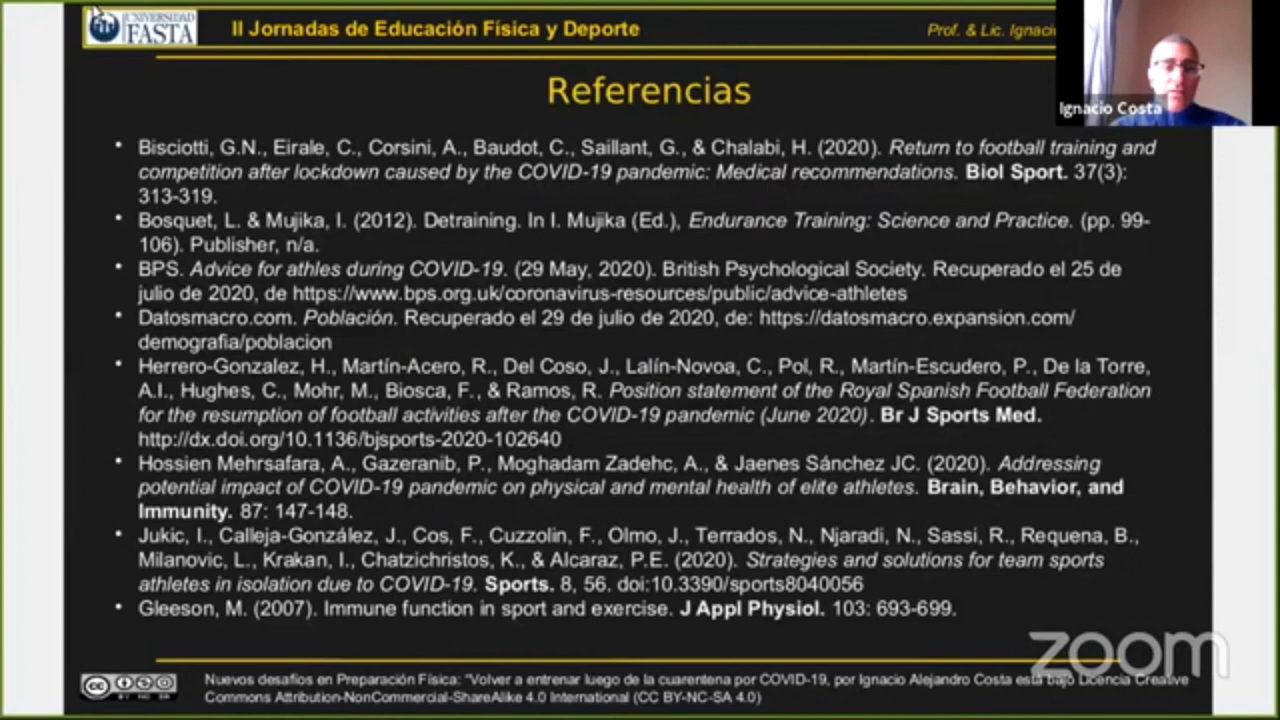 UNIVERSIDAD
FASTA
II Jornadas de Educación Física y Deporte
Prof. & Lic. Ignacio
Ignacio Costa
Referencias
• Bisciotti, G.N., Eirale, C., Corsini, A., Baudot, C., Saillant, G., & Chalabi, H. (2020). Return to football training and
competition after lockdown caused by the COVID-19 pandemic: Medical recommendations. Biol Sport. 37(3):
313-319.
• Bosquet, L. & Mujika, I. (2012). Detraining. In I. Mujika (Ed.), Endurance Training: Science and Practice. (pp. 99-
106). Publisher, n/a.
• BPS. Advice for athles during COVID-19. (29 May, 2020). British Psychological Society. Recuperado el 25 de
julio de 2020, de https://www.bps.org.uk/coronavirus-resources/public/advice-athletes
• Datosmacro.com. Población. Recuperado el 29 de julio de 2020, de: https://datosmacro.expansion.com/
demografia/poblacion
• Herrero-Gonzalez, H., Martín-Acero, R., Del Coso, J., Lalín-Novoa, C., Pol, R., Martín-Escudero, P., De la Torre,
A.I., Hughes, C., Mohr, M., Biosca, F., & Ramos, R. Position statement of the Royal Spanish Football Federation
for the resumption of football activities after the COVID-19 pandemic (June 2020). Br J Sports Med.
http://dx.doi.org/10.1136/bjsports-2020-102640
• Hossien Mehrsafara, A., Gazeranib, P., Moghadam Zadehc, A., & Jaenes Sánchez JC. (2020). Addressing
potential impact of COVID-19 pandemic on physical and mental health of elite athletes. Brain, Behavior, and
Immunity. 87: 147-148.
• Jukic, I., Calleja-González, J., Cos, F., Cuzzolin, F., Olmo, J., Terrados, N., Njaradi, N., Sassi, R., Requena, B.,
Milanovic, L., Krakan, I., Chatzichristos, K., & Alcaraz, P.E. (2020). Strategies and solutions for team sports
athletes in isolation due to COVID-19. Sports. 8, 56. doi:10.3390/sports8040056
• Gleeson, M. (2007). Immune function in sport and exercise. J Appl Physiol. 103: 693-699.
zoom
cc
BY NC SA
Nuevos desafíos en Preparación Física: “Volver a entrenar luego de la cuarentena por COVID-19, por Ignacio Alejandro Costa está bajo Licencia Creative
Commons Attribution-NonCommercial-ShareAlike 4.0 International (CC BY-NC-SA 4.0)